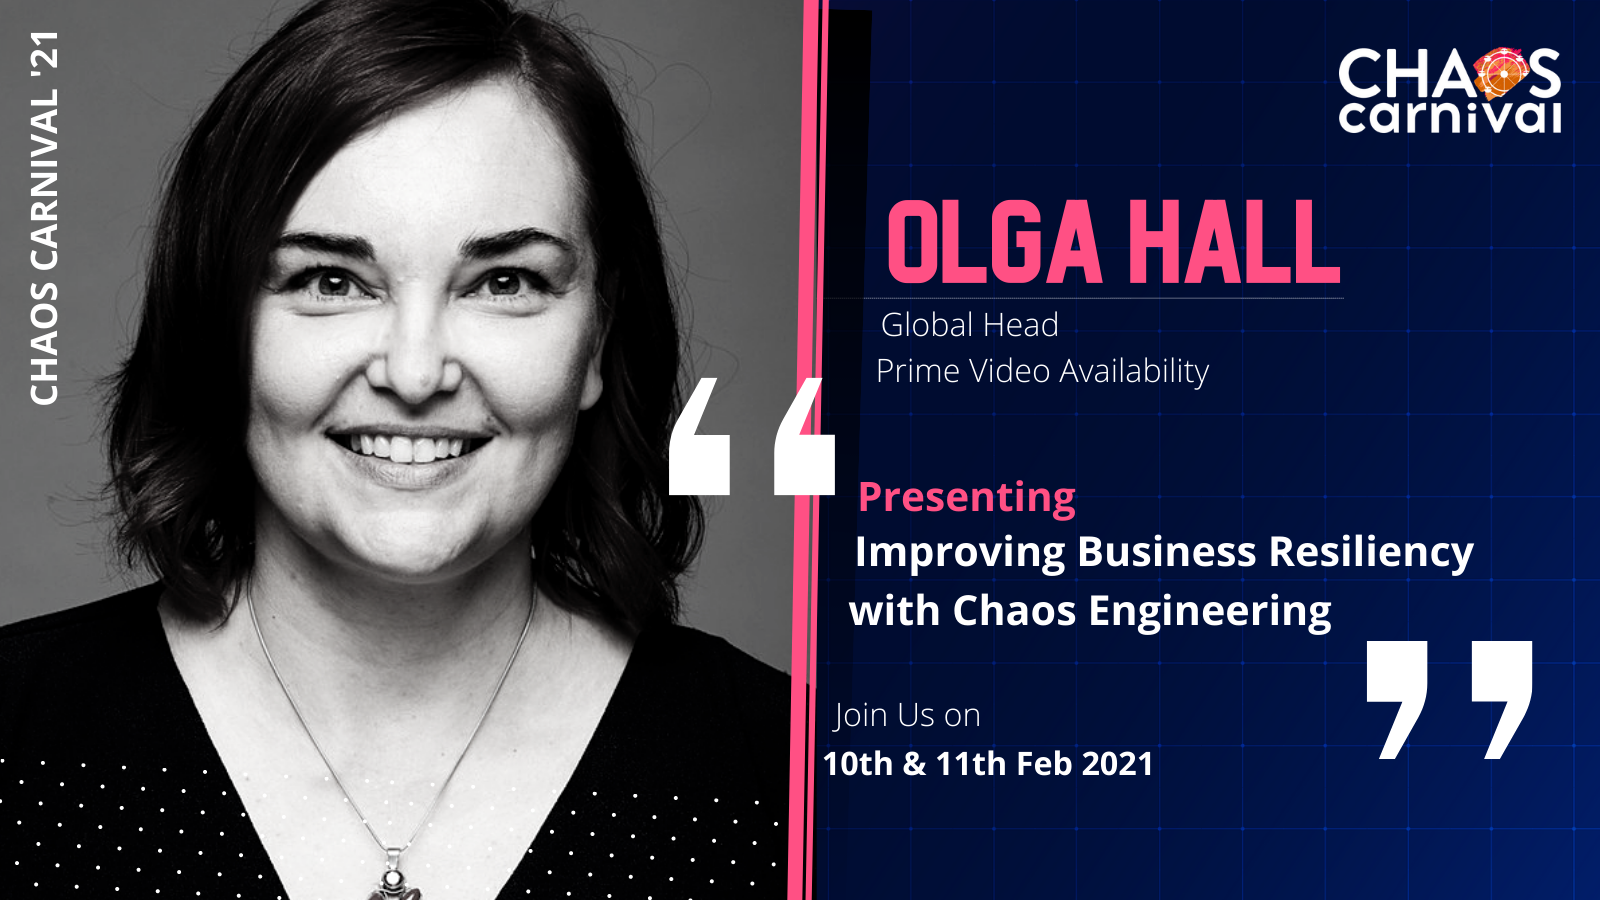 CHAOS CARNIVAL '21
CHAOS
carnival
OLGA HALL
Global Head
Prime Video Availability
“
Presenting
Improving Business Resiliency
with Chaos Engineering
”
Join Us on
10th & 11th Feb 2021